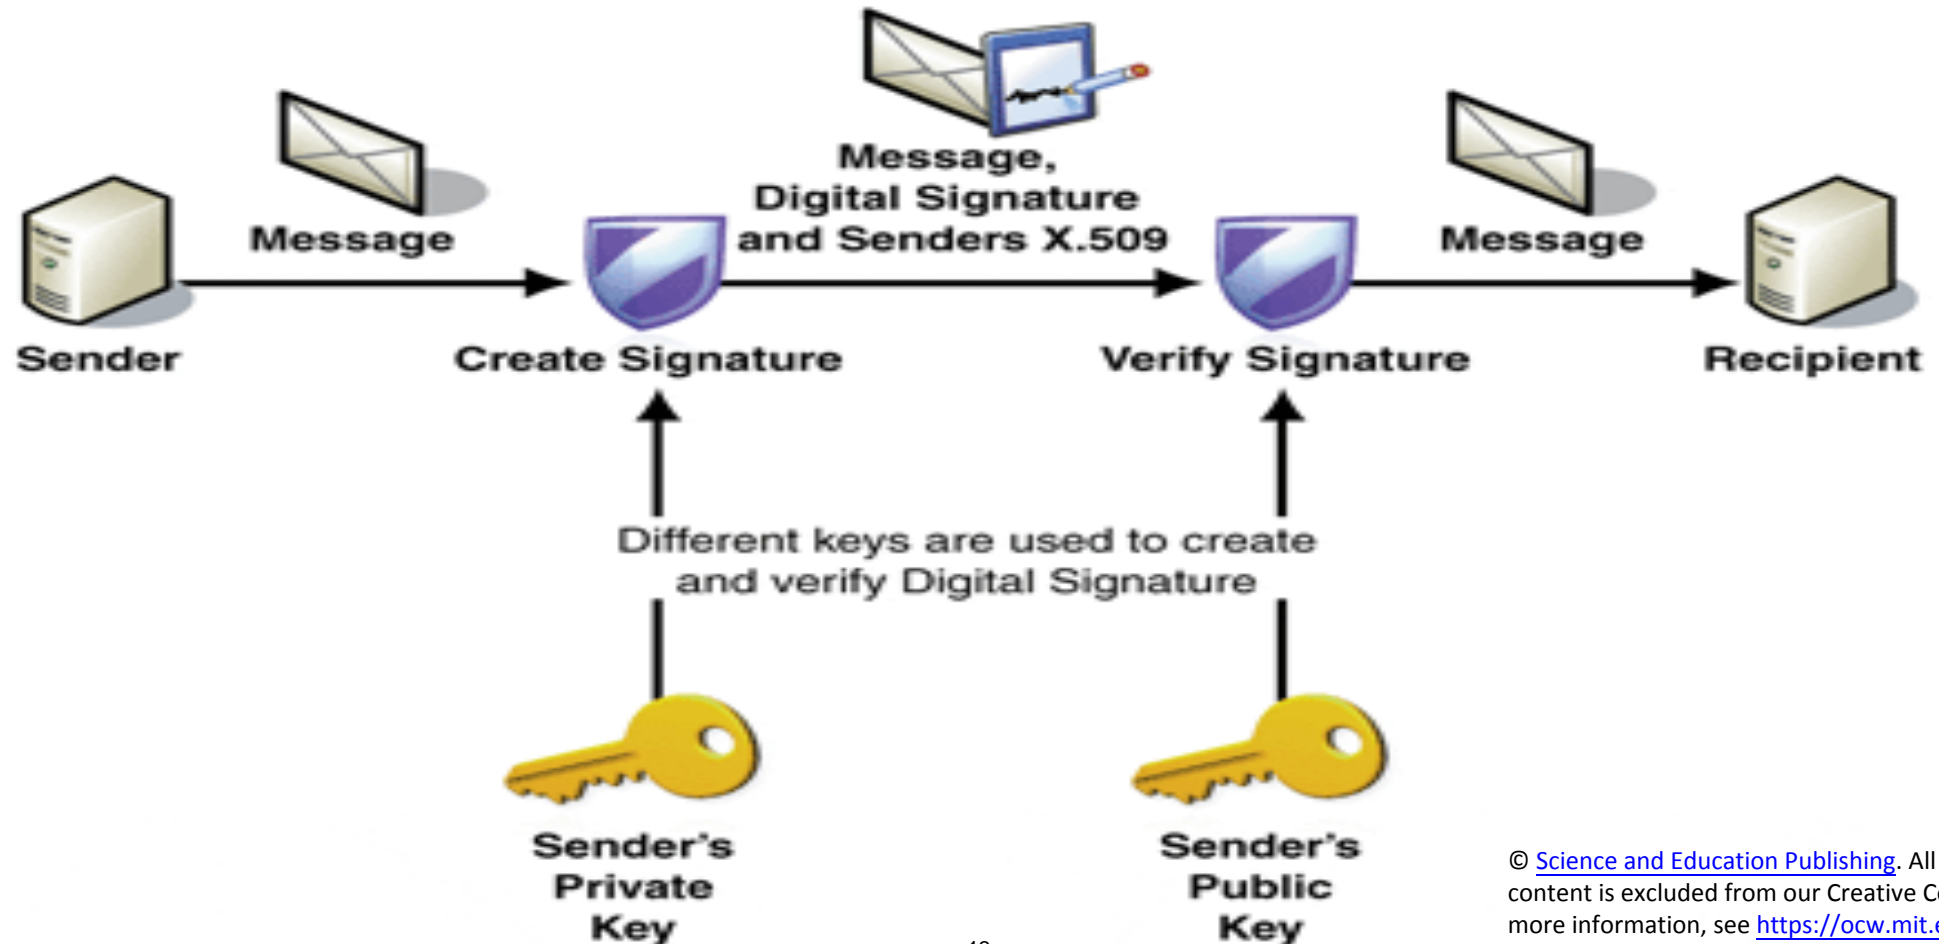 Message,
Digital Signature
and Senders X.509
Message
Message
Sender
Create Signature
Verify Signature
Recipient
Different keys are used to create
and verify Digital Signature
Sender's
Private
Key
Sender's
Public
Key
© Science and Education Publishing. All
content is excluded from our Creative
more information, see https://ocw.mit.